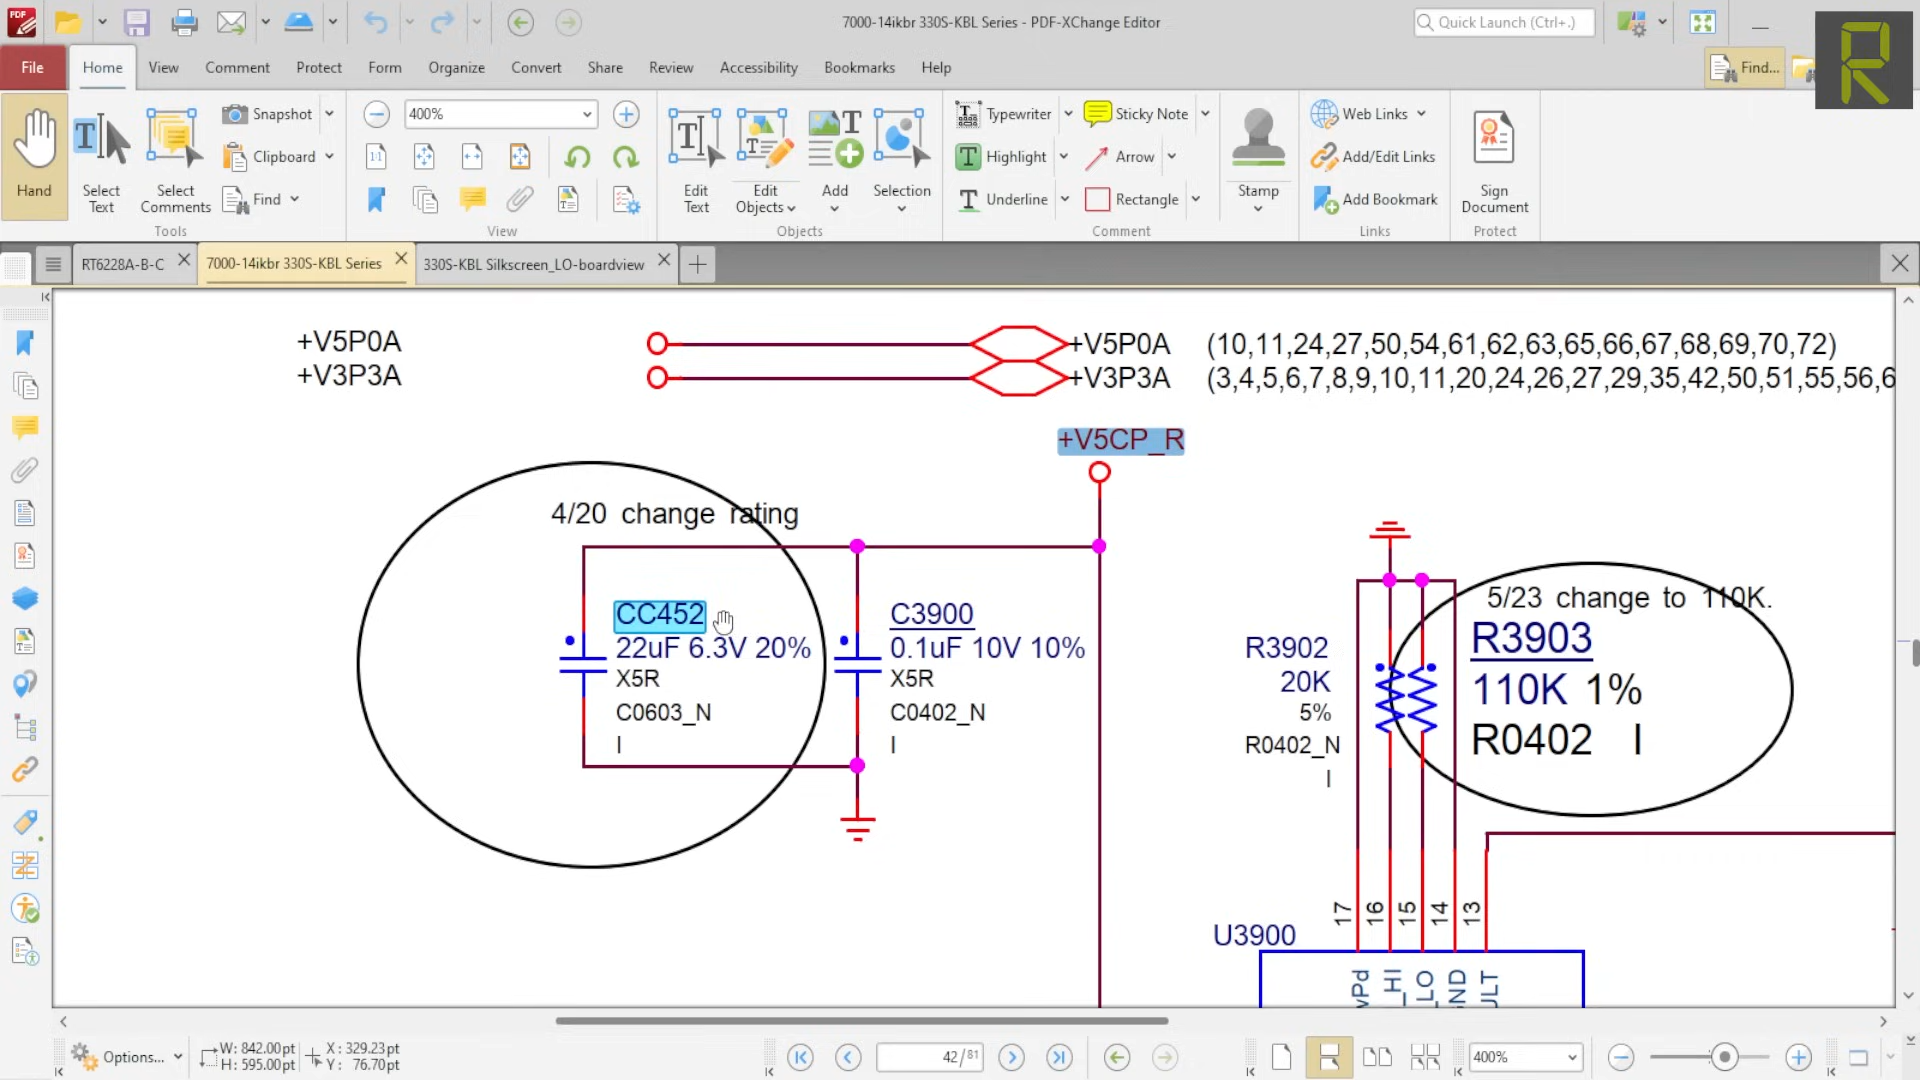 7000-14ikbr 330S-KBL Series - PDF-XChange Editor
Quick Launch (Ctrl+.)
PDF
R
File
Home
View
Comment
Protect
Form
Organize
Convert
Share
Review
Accessibility
Bookmarks
Help
Find...
Hand
Select Text
Select Comments
Snapshot
Clipboard
Find
Tools
400%
View
Edit Text
Edit Objects
Add
Selection
Objects
Typewriter
Highlight
Underline
Sticky Note
Arrow
Rectangle
Stamp
Comment
Web Links
Add/Edit Links
Add Bookmark
Links
Sign Document
Protect
RT6228A-B-C
7000-14ikbr 330S-KBL Series
330S-KBL Silkscreen_LO-boardview
+V5P0A
+V5P0A
(10,11,24,27,50,54,61,62,63,65,66,67,68,69,70,72)
+V3P3A
+V3P3A
(3,4,5,6,7,8,9,10,11,20,24,26,27,29,35,42,50,51,55,56,6
+V5CP_R
4/20 change rating
CC452
22uF 6.3V 20%
X5R
C0603_N
I
C3900
0.1uF 10V 10%
X5R
C0402_N
I
R3902
20K
5%
R0402_N
I
5/23 change to 110K.
R3903
110K 1%
R0402 I
17
16
15
14
13
U3900
Options...
W: 842.00pt
H: 595.00pt
X: 329.23pt
Y: 76.70pt
42/81
400%